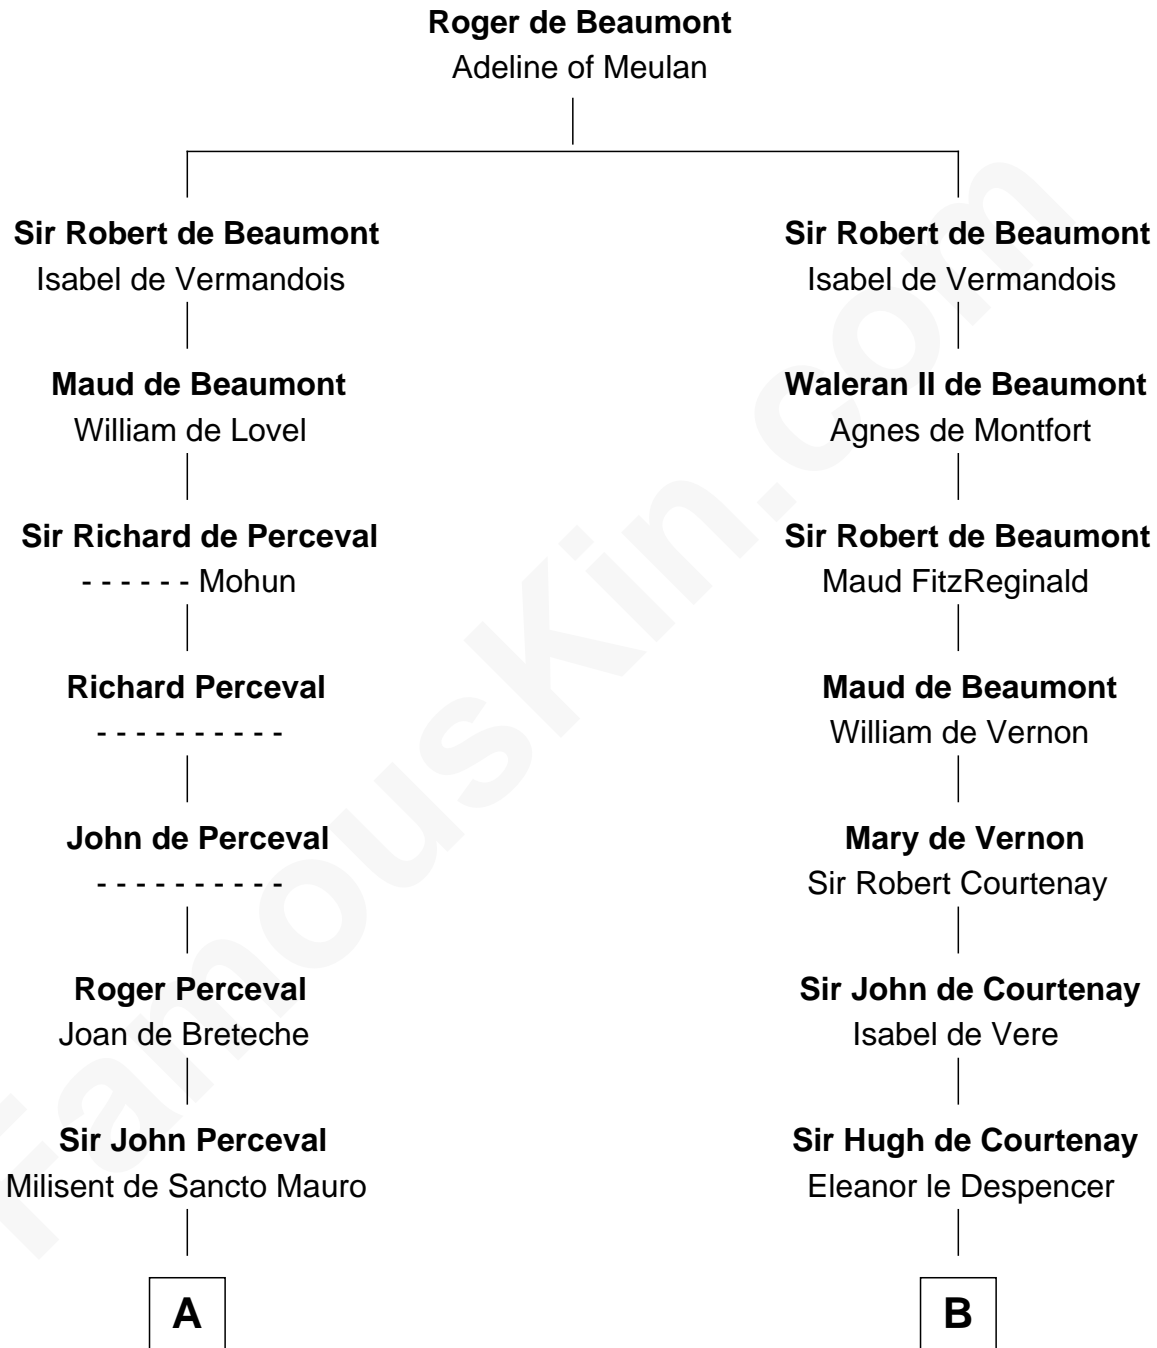 Roger de Beaumont
Adeline of Meulan
Sir Robert de Beaumont
Isabel de Vermandois
Maud de Beaumont
William de Lovel
Sir Richard de Perceval
- - - - - - Mohun
Richard Perceval
- - - - - - - - - -
John de Perceval
- - - - - - - - - -
Roger Perceval
Joan de Breteche
Sir John Perceval
Milisent de Sancto Mauro
A
Sir Robert de Beaumont
Isabel de Vermandois
Waleran II de Beaumont
Agnes de Montfort
Sir Robert de Beaumont
Maud FitzReginald
Maud de Beaumont
William de Vernon
Mary de Vernon
Sir Robert Courtenay
Sir John de Courtenay
Isabel de Vere
Sir Hugh de Courtenay
Eleanor le Despencer
B
FamousKin.com